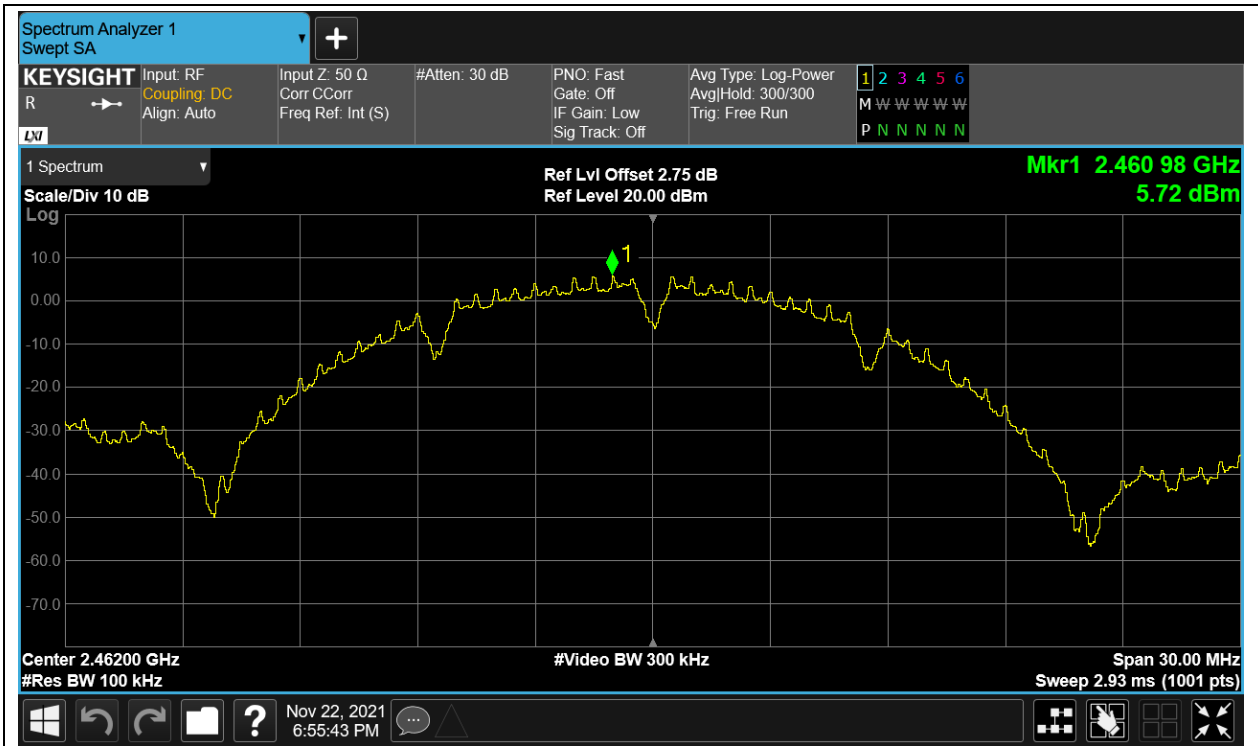 Spectrum Analyzer 1
Swept SA
KEYSIGHT
R
LXI
Input: RF
Coupling: DC
Align: Auto
Input Z: 50 Ω
Corr CCorr
Freq Ref: Int (S)
#Atten: 30 dB
PNO: Fast
Gate: Off
IF Gain: Low
Sig Track: Off
Avg Type: Log-Power
Avg|Hold: 300/300
Trig: Free Run
1 2 3 4 5 6
M W W W W W
P N N N N N
1 Spectrum
Scale/Div 10 dB
Ref Lvl Offset 2.75 dB
Ref Level 20.00 dBm
Mkr1 2.460 98 GHz
5.72 dBm
Log
10.0
0.00
-10.0
-20.0
-30.0
-40.0
-50.0
-60.0
-70.0
1
Center 2.46200 GHz
#Res BW 100 kHz
#Video BW 300 kHz
Span 30.00 MHz
Sweep 2.93 ms (1001 pts)
?
Nov 22, 2021
6:55:43 PM